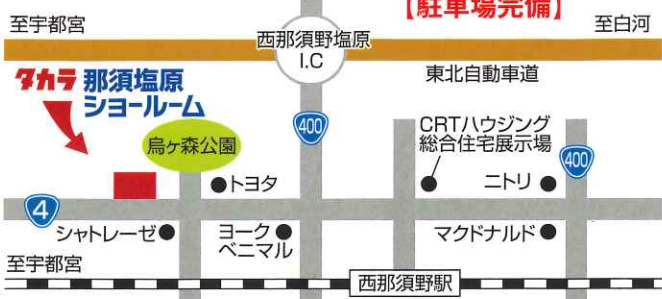 【駐車場完備】
至宇都宮
至白河
西那須野塩原
I.C
東北自動車道
タカラ 那須塩原
ショールーム
烏ヶ森公園
400
CRTハウジング
総合住宅展示場
400
トヨタ
ニトリ
4
シャトレーゼ
ヨーク
ベニマル
マクドナルド
至宇都宮
西那須野駅